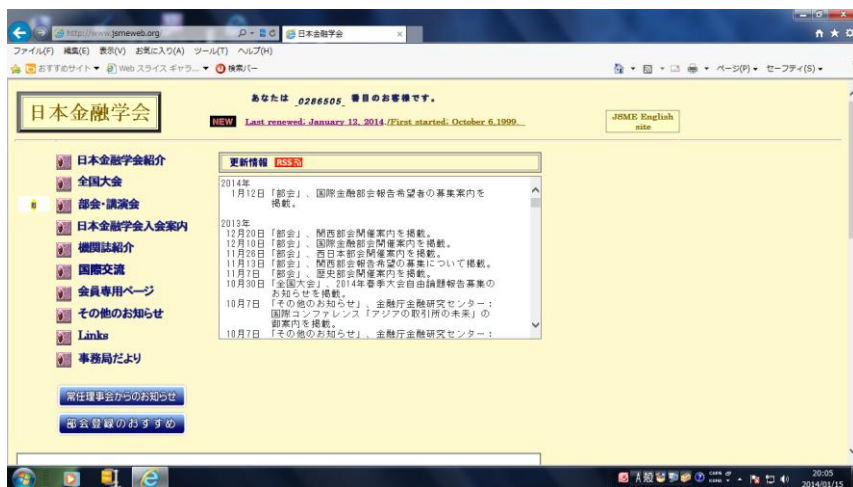 http://www.jsmeweb.org
日本金融学会
ファイル(F) 編集(E) 表示(V) お気に入り(A) ツール(T) ヘルプ(H)
おすすめサイト Web スライス ギャラ... 検索バー
ページ(P) セーフティ(S)
日本金融学会
あなたは 0286505 番目のお客様です。
NEW Last renewed: January 12, 2014./First started: October 6,1999.
JSME English
site
日本金融学会紹介
全国大会
部会・講演会
日本金融学会入会案内
機関誌紹介
国際交流
会員専用ページ
その他のお知らせ
Links
事務局だより
常任理事会からのお知らせ
部会登録のおすすめ
更新情報 RSS
2014年
1月12日「部会」、国際金融部会報告希望者の募集案内を
掲載。
2013年
12月20日「部会」、関西部会開催案内を掲載。
12月10日「部会」、国際金融部会開催案内を掲載。
11月26日「部会」、西日本部会開催案内を掲載。
11月13日「部会」、関西部会報告希望の募集について掲載。
11月7日「部会」、歴史部会開催案内を掲載。
10月30日「全国大会」、2014年春季大会自由論題報告募集の
お知らせを掲載。
10月7日「その他のお知らせ」、金融庁金融研究センター：
国際コンファレンス「アジアの取引所の未来」の
御案内を掲載。
10月7日「その他のお知らせ」、金融庁金融研究センター：
A 般
CAPS
KANA
20:05
2014/01/15